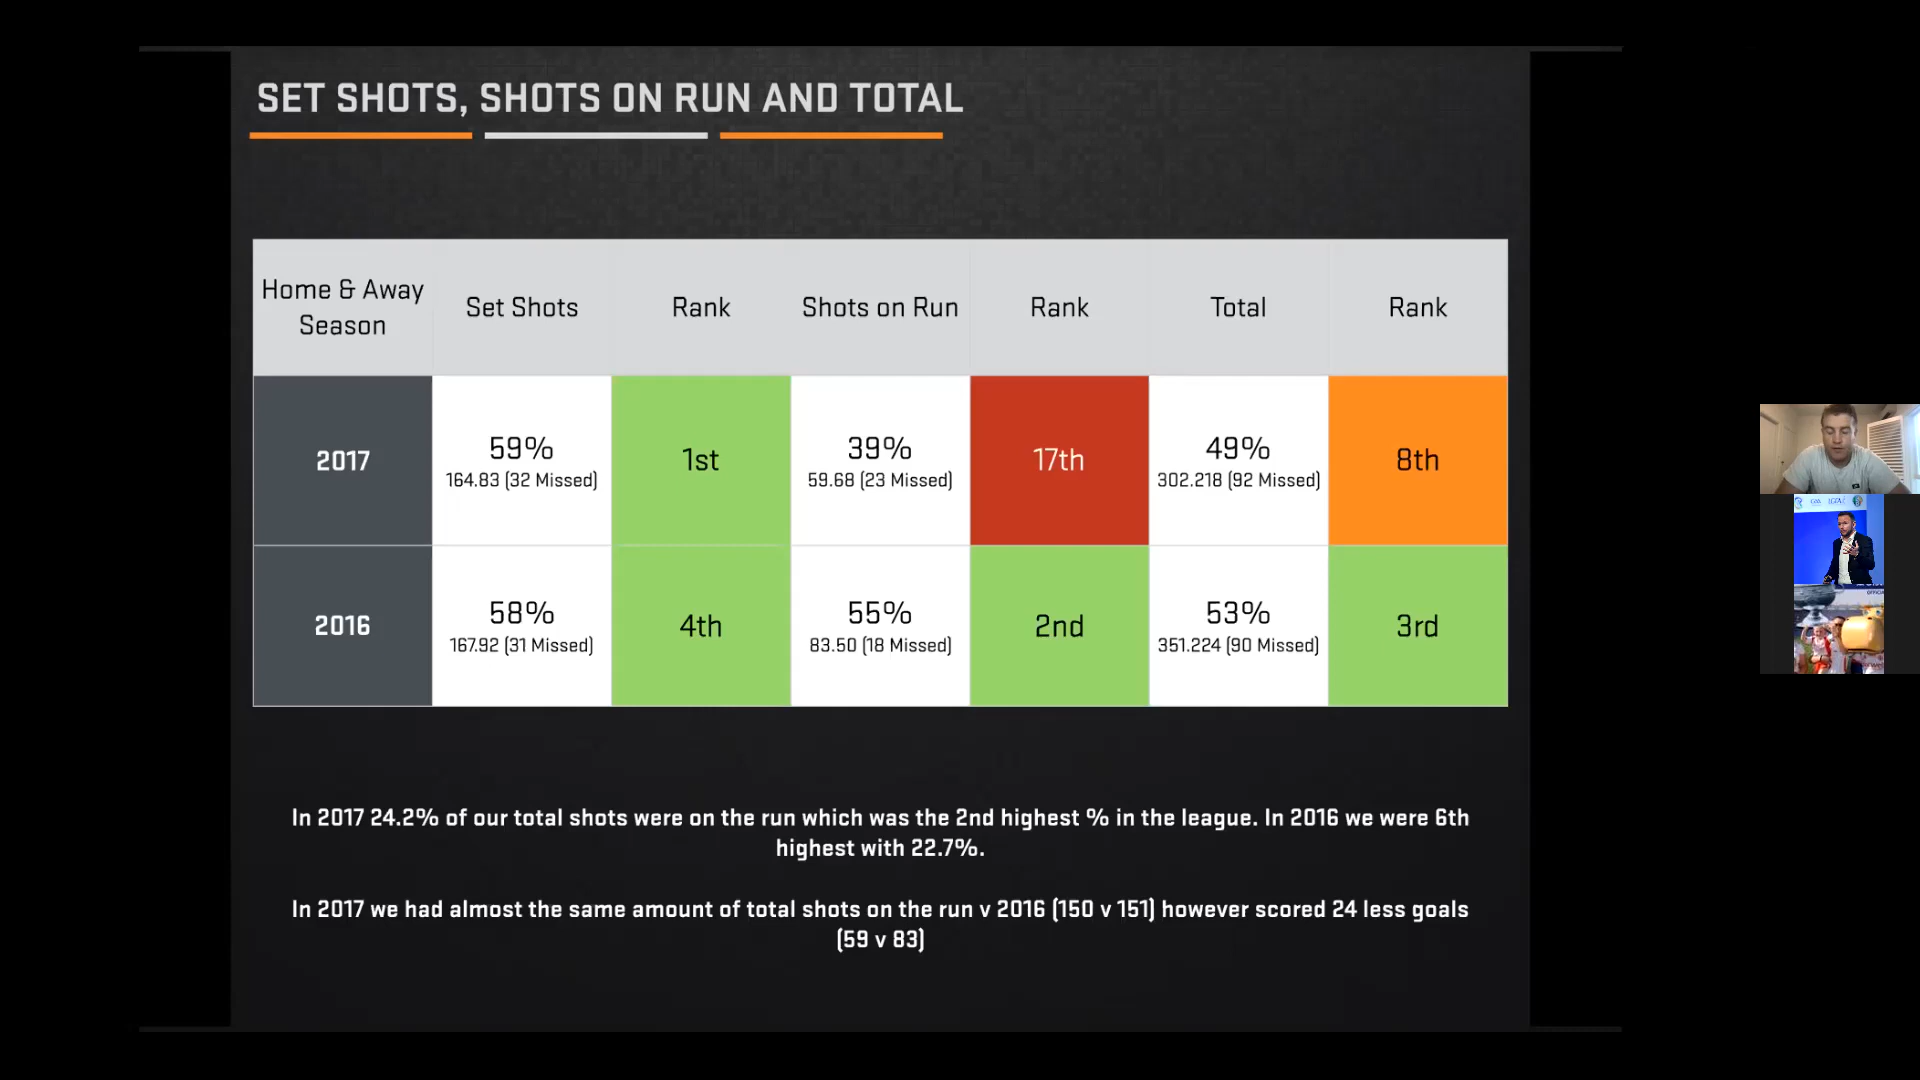 SET SHOTS, SHOTS ON RUN AND TOTAL
Home & Away
Season
Set Shots
Rank
Shots on Run
Rank
Total
Rank
2017
59%
164.83 (32 Missed)
1st
39%
59.68 (23 Missed)
17th
49%
302.218 (92 Missed)
8th
2016
58%
167.92 (31 Missed)
4th
55%
83.50 (18 Missed)
2nd
53%
351.224 (90 Missed)
3rd
In 2017 24.2% of our total shots were on the run which was the 2nd highest % in the league. In 2016 we were 6th
highest with 22.7%.
In 2017 we had almost the same amount of total shots on the run v 2016 (150 v 151) however scored 24 less goals
(59 v 83)